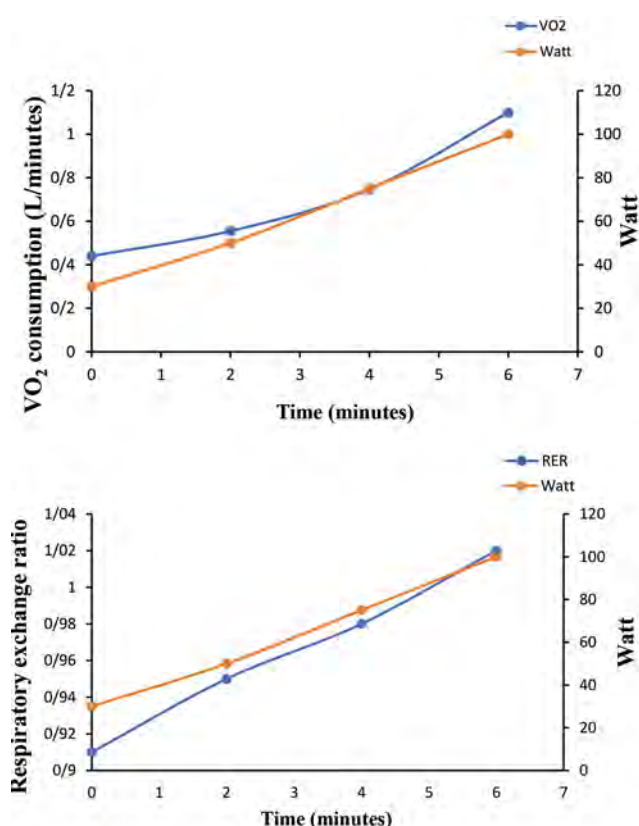 VO2
Watt
VO₂ consumption (L/minutes)
1/2
1
0/8
0/6
0/4
0/2
0
120
100
80
60
40
20
0
Watt
0 1 2 3 4 5 6 7
Time (minutes)
RER
Watt
Respiratory exchange ratio
1/04
1/02
1
0/98
0/96
0/94
0/92
0/9
120
100
80
60
40
20
0
Watt
0 1 2 3 4 5 6 7
Time (minutes)